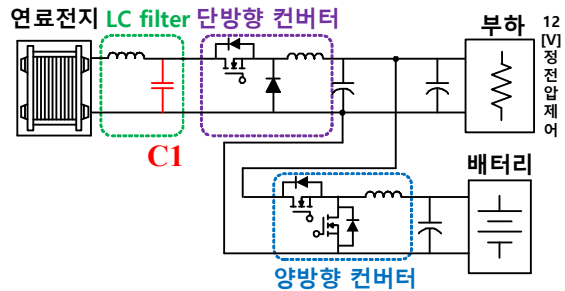 연료전지 LC filter 단방향 컨버터
부하
12
[V]
정
전
압
제
어
C1
배터리
양방향 컨버터